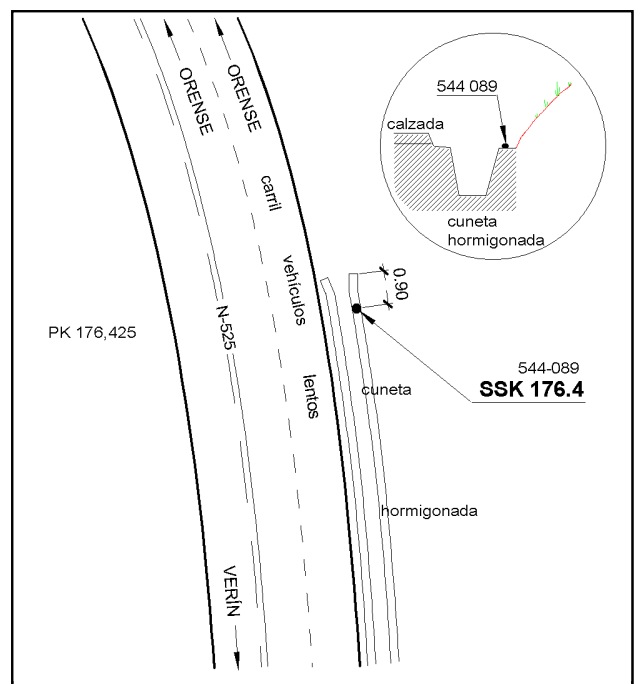 ORENSE
ORENSE
544 089
calzada
cuneta
hormigonada
carril
vehículos
lentos
0.90
N-525
PK 176,425
544-089
SSK 176.4
cuneta
hormigonada
VERÍN